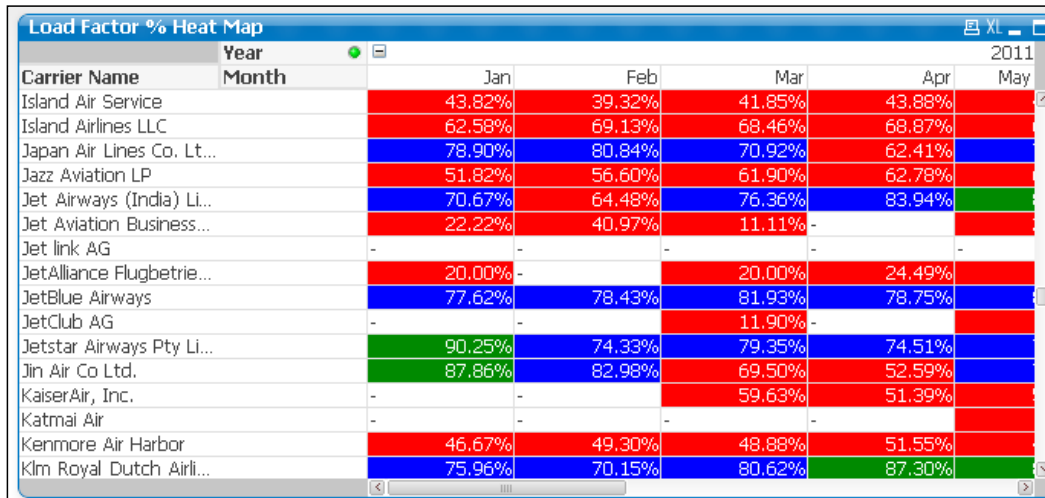 Load Factor % Heat Map XL
Year 2011
Carrier Name Month Jan Feb Mar Apr May
Island Air Service 43.82% 39.32% 41.85% 43.88%
Island Airlines LLC 62.58% 69.13% 68.46% 68.87%
Japan Air Lines Co. Lt... 78.90% 80.84% 70.92% 62.41%
Jazz Aviation LP 51.82% 56.60% 61.90% 62.78%
Jet Airways (India) Li... 70.67% 64.48% 76.36% 83.94%
Jet Aviation Business... 22.22% 40.97% 11.11% -
Jet link AG - - - - -
JetAlliance Flugbetrie... 20.00% - 20.00% 24.49%
JetBlue Airways 77.62% 78.43% 81.93% 78.75%
JetClub AG - - 11.90% -
Jetstar Airways Pty Li... 90.25% 74.33% 79.35% 74.51%
Jin Air Co Ltd. 87.86% 82.98% 69.50% 52.59%
KaiserAir, Inc. - - 59.63% 51.39%
Katmai Air - - - -
Kenmore Air Harbor 46.67% 49.30% 48.88% 51.55%
Klm Royal Dutch Airli... 75.96% 70.15% 80.62% 87.30%